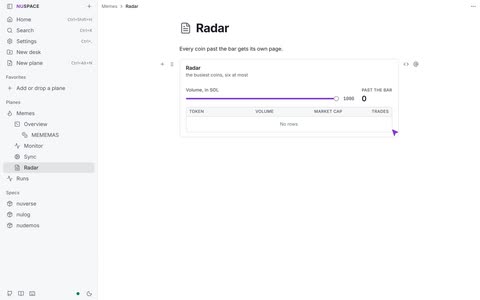 NUSPACE
Home Ctrl+Shift+H
Search Ctrl+K
Settings Ctrl+,
New desk
New plane Ctrl+Alt+N
Favorites
Add or drop a plane
Planes
Memes
Overview
MEMEMAS
Monitor
Sync
Radar
Runs
Specs
nuverse
nulog
nudemos
Memes › Radar
Radar
Every coin past the bar gets its own page.
Radar
the busiest coins, six at most
Volume, in SOL
1000
PAST THE BAR
0
TOKEN VOLUME MARKET CAP TRADES
No rows